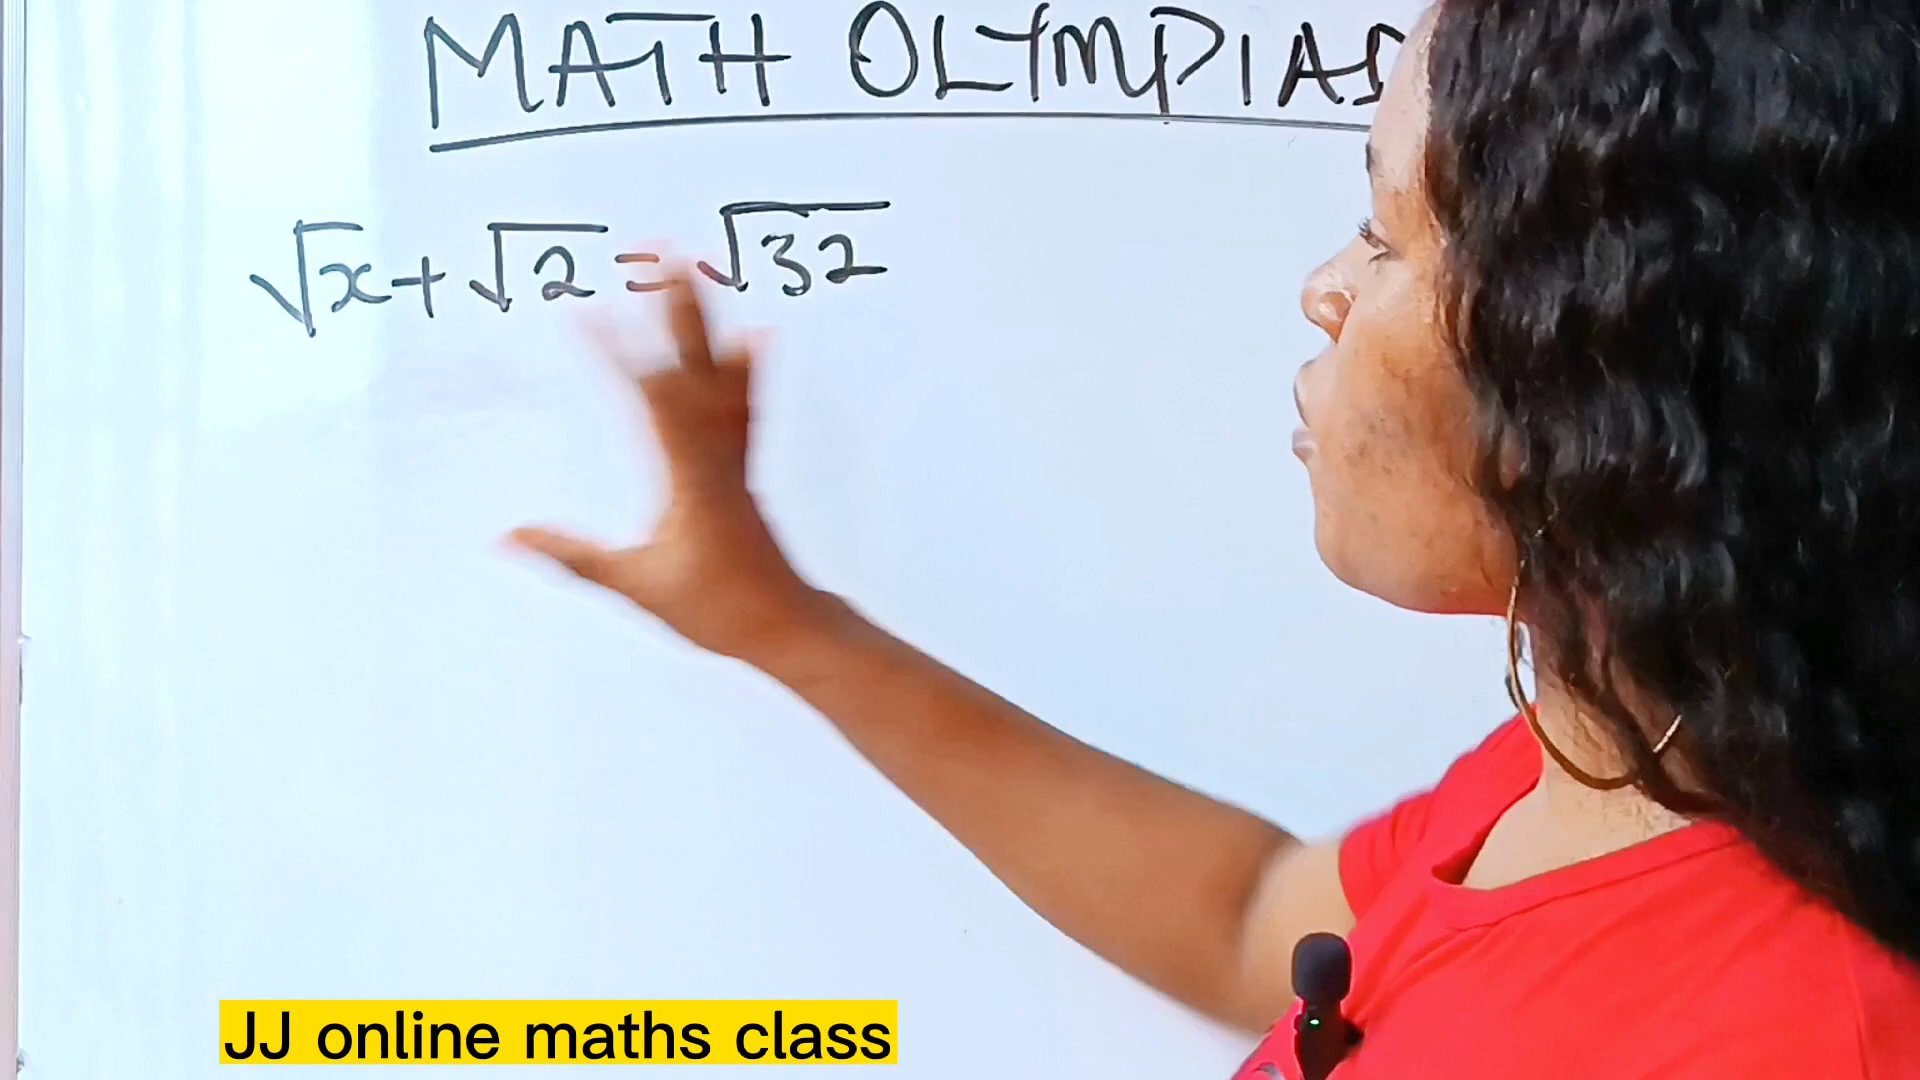 MATH OLYMPIAD
√x + √2 = √32
JJ online maths class